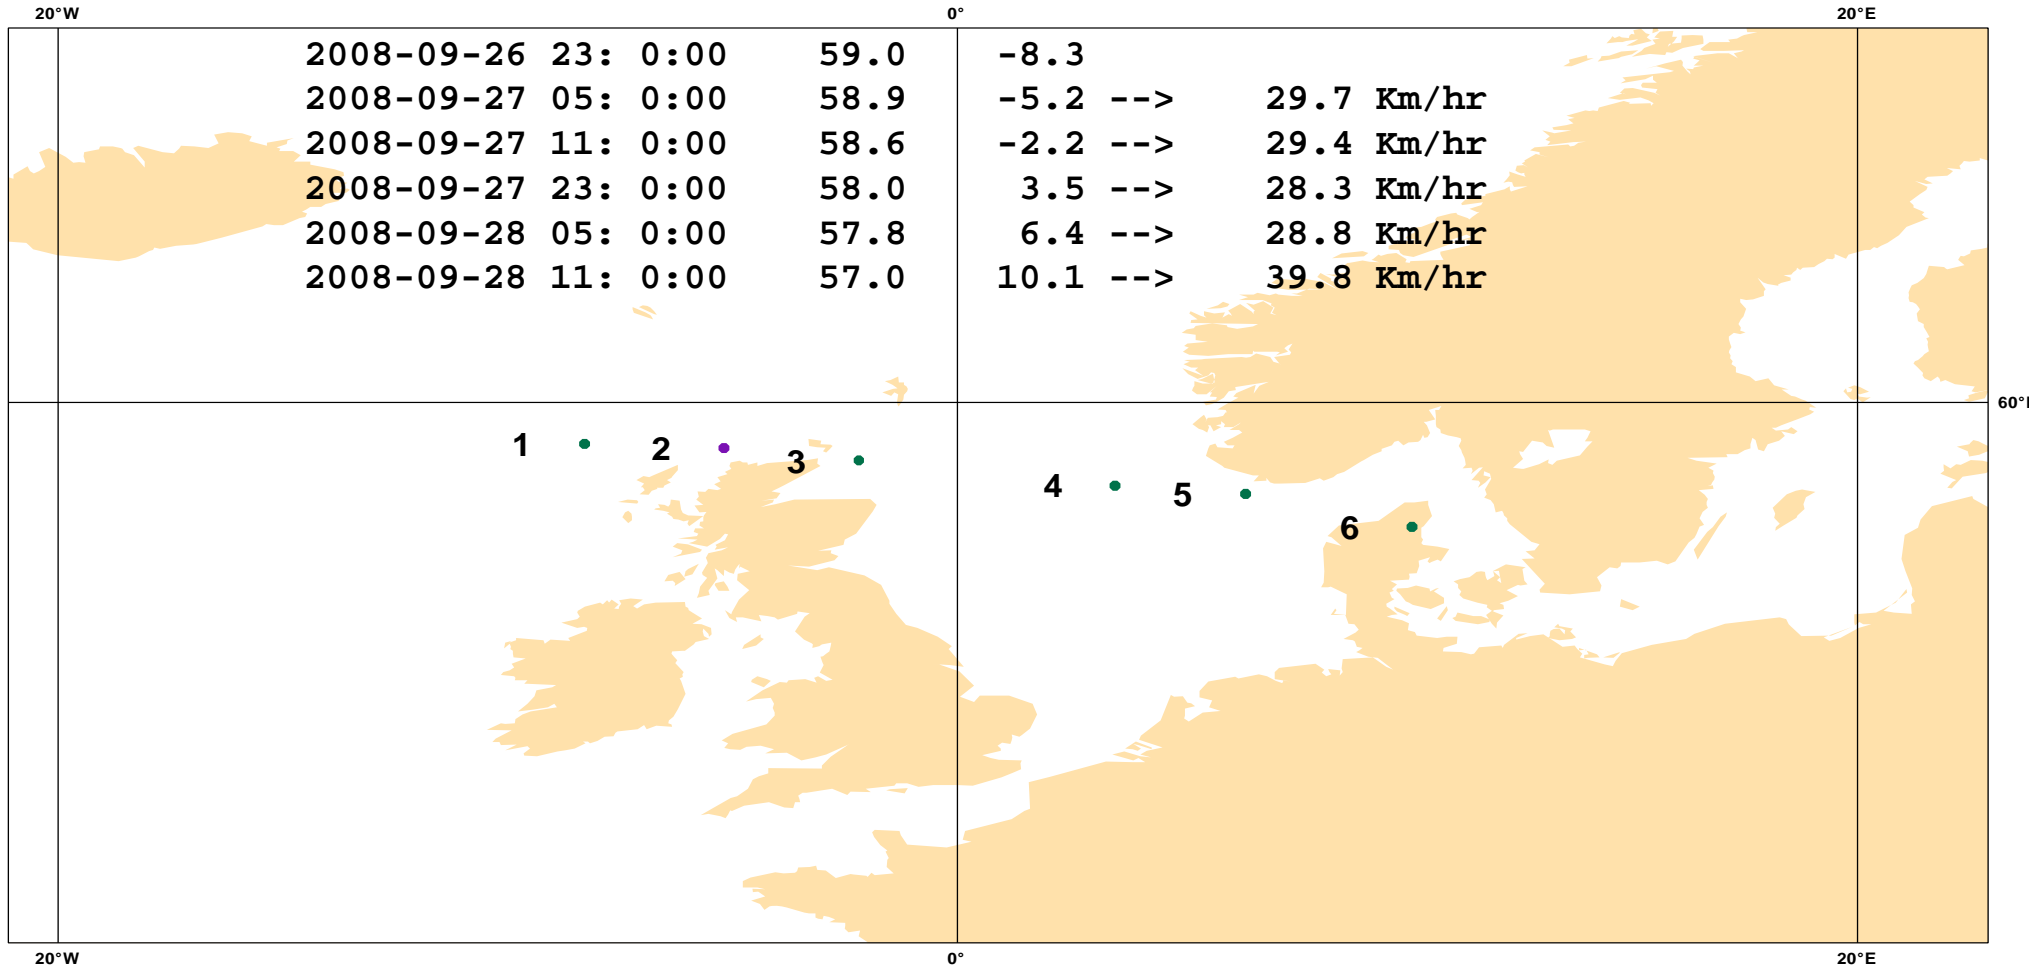 20°W 0° 20°E
2008-09-26 23: 0:00 59.0 -8.3
2008-09-27 05: 0:00 58.9 -5.2 --> 29.7 Km/hr
2008-09-27 11: 0:00 58.6 -2.2 --> 29.4 Km/hr
2008-09-27 23: 0:00 58.0 3.5 --> 28.3 Km/hr
2008-09-28 05: 0:00 57.8 6.4 --> 28.8 Km/hr
2008-09-28 11: 0:00 57.0 10.1 --> 39.8 Km/hr
60°
1 2 3
4 5
6
20°W 0° 20°E